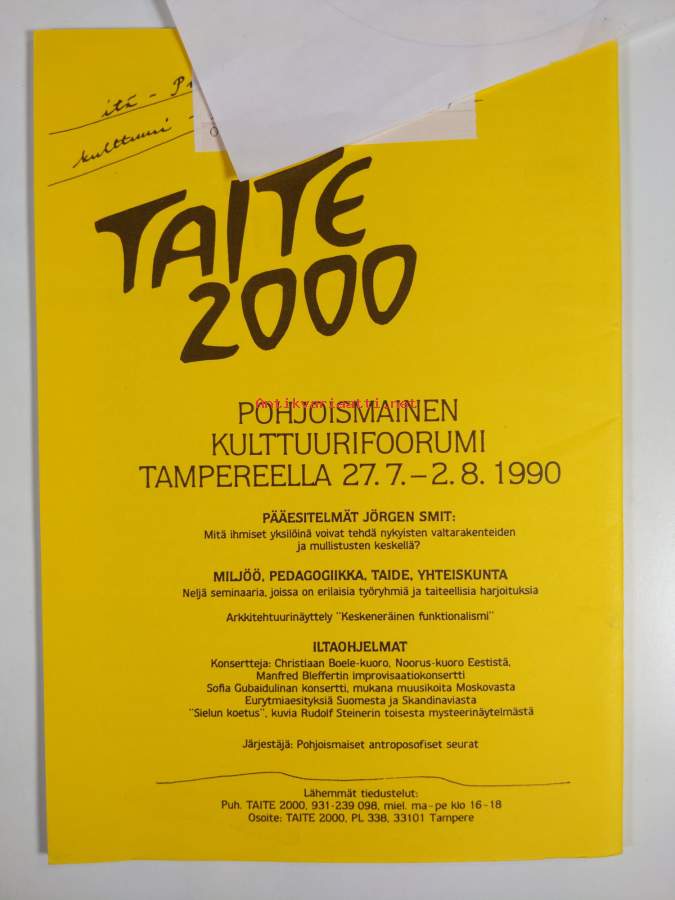 itä -
kulttuuri -
TAITE
2000
Antikvariaatti.net
POHJOISMAINEN
KULTTUURIFOORUMI
TAMPEREELLA 27.7.–2.8.1990
PÄÄESITELMÄT JÖRGEN SMIT:
Mitä ihmiset yksilöinä voivat tehdä nykyisten valtarakenteiden
ja mullistusten keskellä?
MILJÖÖ, PEDAGOGIIKKA, TAIDE, YHTEISKUNTA
Neljä seminaaria, joissa on erilaisia työryhmiä ja taiteellisia harjoituksia
Arkkitehtuurinäyttely "Keskeneräinen funktionalismi"
ILTAOHJELMAT
Konsertteja: Christiaan Boele-kuoro, Noorus-kuoro Eestistä,
Manfred Bleffertin improvisaatiokonsertti
Sofia Gubaidulinan konsertti, mukana muusikoita Moskovasta
Eurytmiaesityksiä Suomesta ja Skandinaviasta
"Sielun koetus", kuvia Rudolf Steinerin toisesta mysteerinäytelmästä
Järjestäjä: Pohjoismaiset antroposofiset seurat
Lähemmät tiedustelut:
Puh. TAITE 2000, 931-239 098, miel. ma-pe klo 16-18
Osoite: TAITE 2000, PL 338, 33101 Tampere